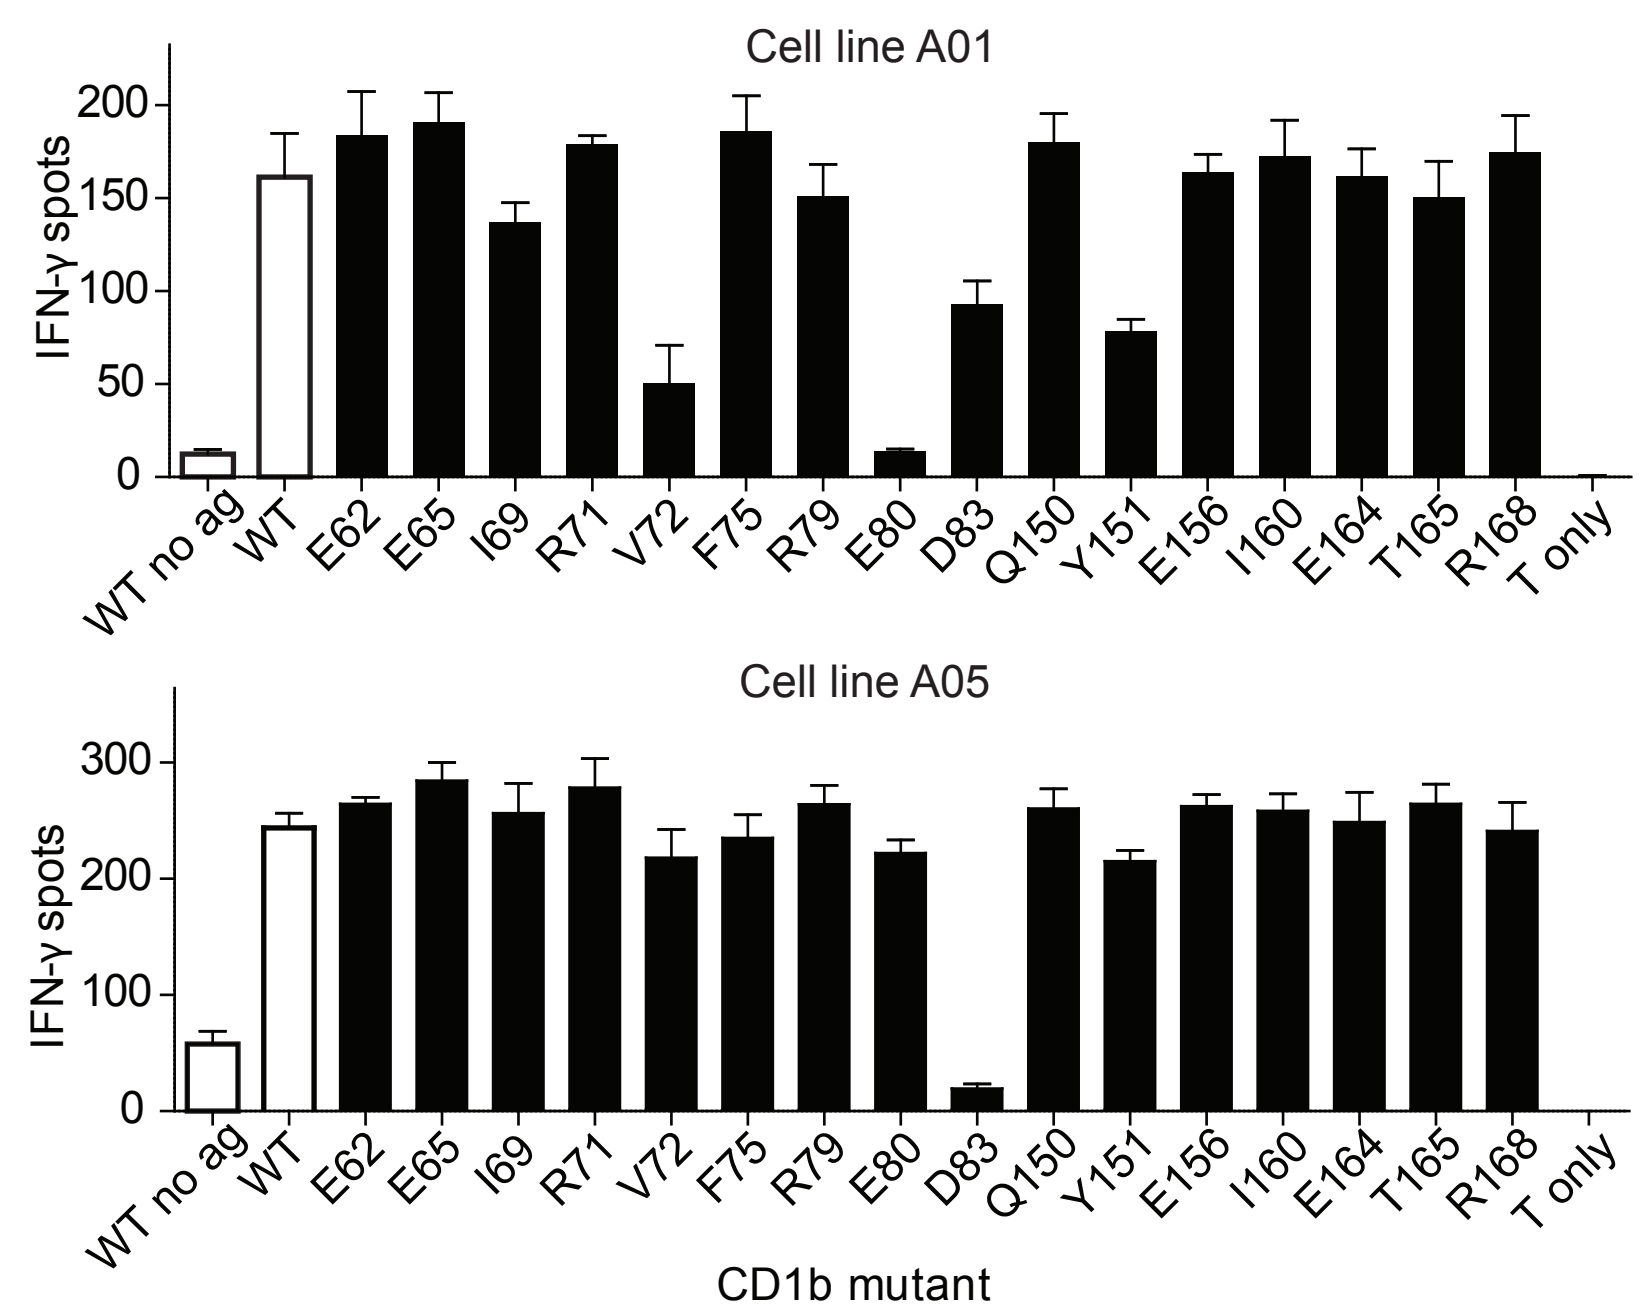 Cell line A01
IFN-γ spots
200
150
100
50
0
WT no ag
WT
E62
E65
I69
R71
V72
F75
R79
E80
D83
Q150
Y151
E156
I160
E164
T165
R168
T only
Cell line A05
IFN-γ spots
300
200
100
0
WT no ag
WT
E62
E65
I69
R71
V72
F75
R79
E80
D83
Q150
Y151
E156
I160
E164
T165
R168
T only
CD1b mutant